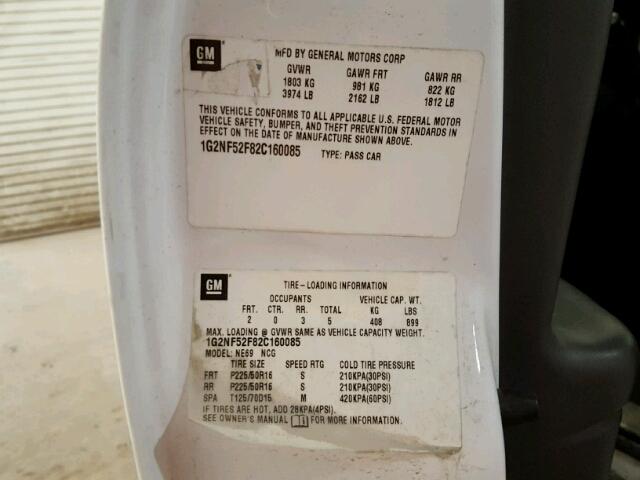 GM
MFD BY GENERAL MOTORS CORP
GVWR GAWR FRT GAWR RR
1803 KG 981 KG 822 KG
3974 LB 2162 LB 1812 LB
THIS VEHICLE CONFORMS TO ALL APPLICABLE U.S. FEDERAL MOTOR
VEHICLE SAFETY, BUMPER, AND THEFT PREVENTION STANDARDS IN
EFFECT ON THE DATE OF MANUFACTURE SHOWN ABOVE.
1G2NF52F82C160085 TYPE: PASS CAR
GM
TIRE-LOADING INFORMATION
OCCUPANTS VEHICLE CAP. WT.
FRT. CTR. RR. TOTAL KG LBS
2 0 3 5 408 899
MAX. LOADING @ GVWR SAME AS VEHICLE CAPACITY WEIGHT.
1G2NF52F82C160085
MODEL: NE69 NCG
TIRE SIZE SPEED RTG COLD TIRE PRESSURE
FRT P225/50R16 S 210KPA(30PSI)
RR P225/50R16 S 210KPA(30PSI)
SPA T125/70D15 M 420KPA(60PSI)
IF TIRES ARE HOT, ADD 28KPA(4PSI)
SEE OWNER'S MANUAL FOR MORE INFORMATION.